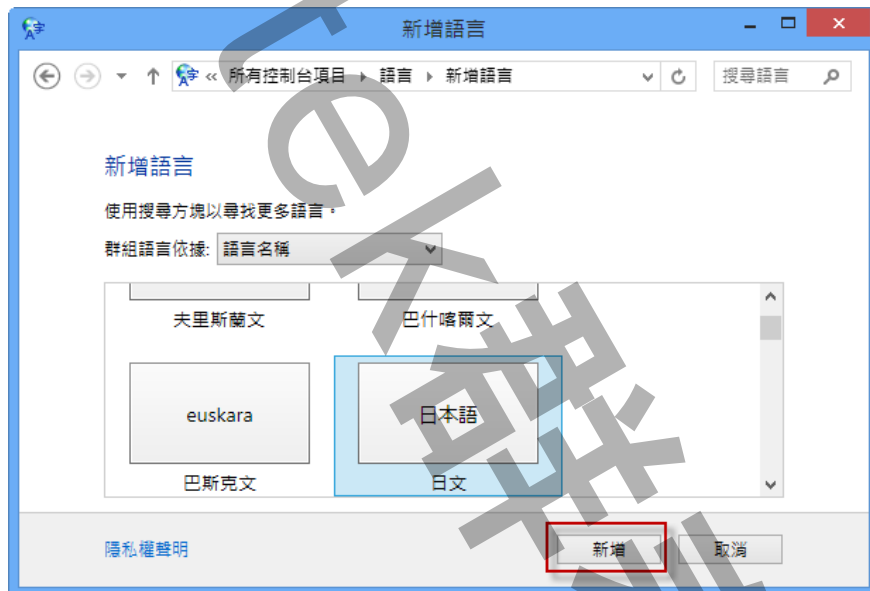 新增語言
« 所有控制台項目 ▸ 語言 ▸ 新增語言
搜尋語言
新增語言
使用搜尋方塊以尋找更多語言。
群組語言依據: 語言名稱
夫里斯蘭文 巴什喀爾文
euskara 日本語
巴斯克文 日文
隱私權聲明 新增 取消